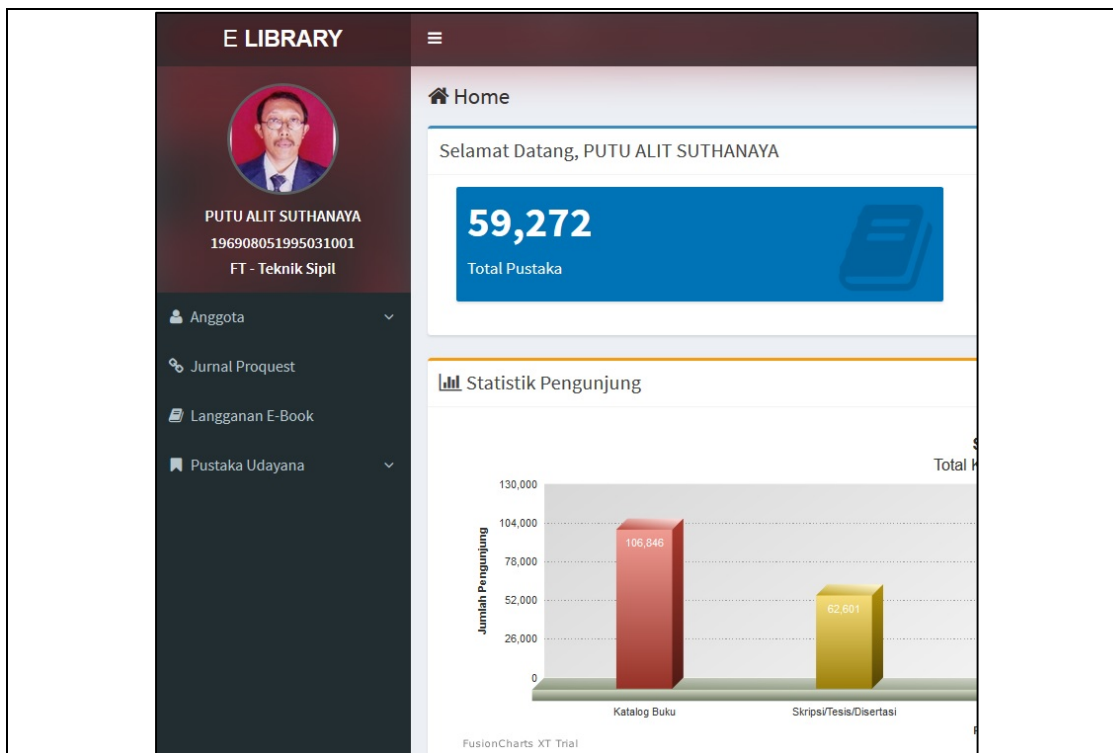 E LIBRARY
Home
Selamat Datang, PUTU ALIT SUTHANAYA
59,272
Total Pustaka
PUTU ALIT SUTHANAYA
196908051995031001
FT - Teknik Sipil
Anggota
Jurnal Proquest
Langganan E-Book
Pustaka Udayana
Statistik Pengunjung
Total
130,000
104,000
78,000
52,000
26,000
0
Jumlah Pengunjung
106,846
62,601
Katalog Buku
Skripsi/Tesis/Disertasi
FusionCharts XT Trial